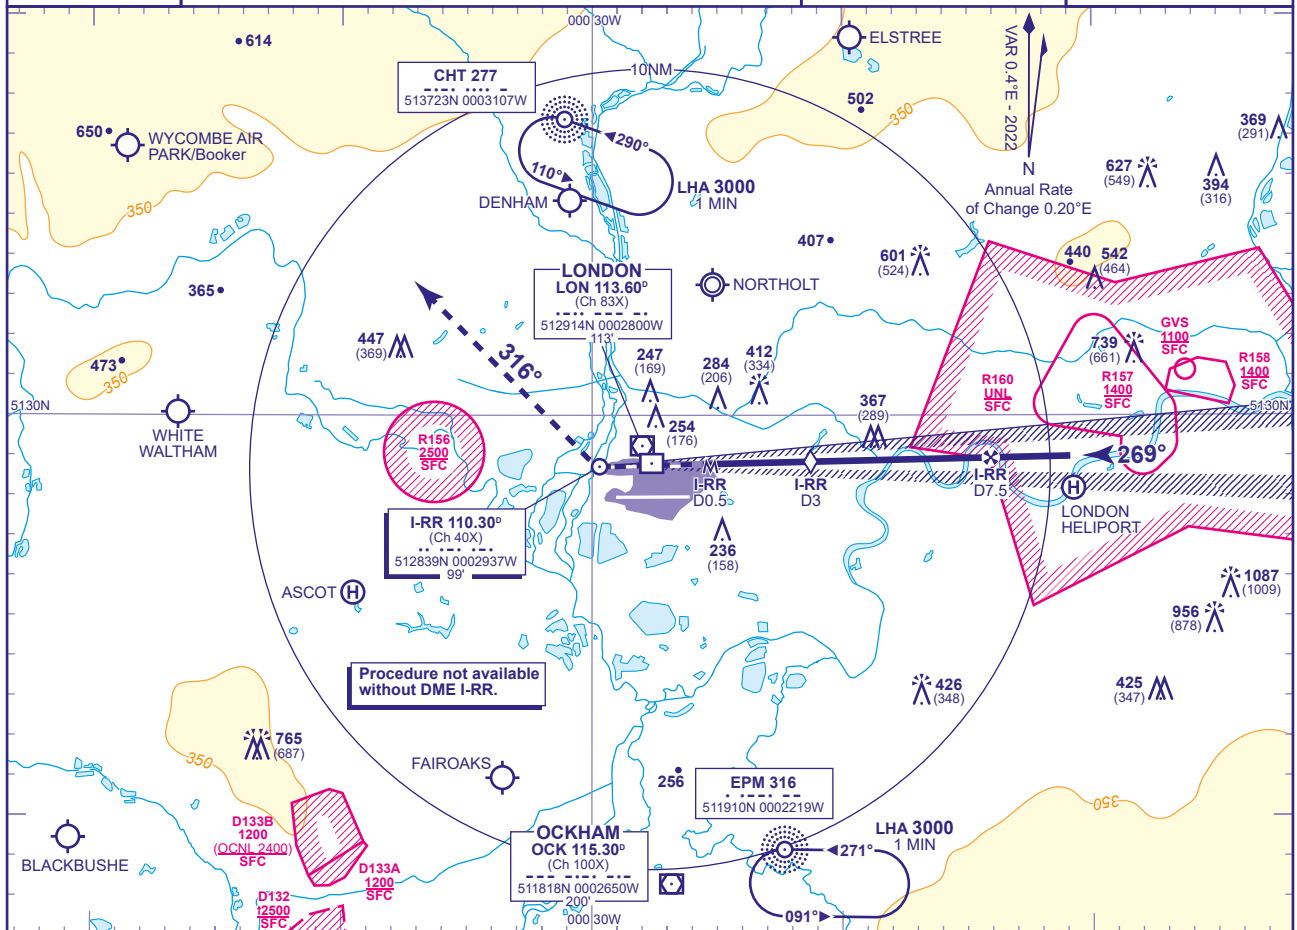 000 30W
614
ELSTREE
10NM
CHT 277
513723N 0003107W
VAR 0.4°E - 2022
502
350
369
(291)
650
WYCOMBE AIR
PARK/Booker
290°
110°
627
(549)
394
(316)
N
Annual Rate
of Change 0.20°E
LHA 3000
1 MIN
DENHAM
350
407
601
(524)
440
542
(464)
LONDON
LON 113.60D
(Ch 83X)
512914N 0002800W
113'
NORTHOLT
365
447
(369)
316°
247
(169)
284
(206)
412
(334)
739
(661)
GVS
1100
SFC
R158
1400
SFC
R157
1400
SFC
R160
UNL
SFC
473
350
367
(289)
5130N
5130N
WHITE
WALTHAM
254
(176)
R156
2500
SFC
269°
I-RR
D0.5
I-RR
D3
I-RR
D7.5
H
LONDON
HELIPORT
I-RR 110.30D
(Ch 40X)
512839N 0002937W
99'
236
(158)
ASCOT H
1087
(1009)
956
(878)
Procedure not available
without DME I-RR.
426
(348)
425
(347)
765
(687)
350
FAIROAKS
256
EPM 316
511910N 0002219W
350
D133B
1200
(OCNL 2400)
SFC
OCKHAM
OCK 115.30D
(Ch 100X)
511818N 0002650W
200'
LHA 3000
1 MIN
271°
091°
BLACKBUSHE
D133A
1200
SFC
D132
2500
SFC
000 30W